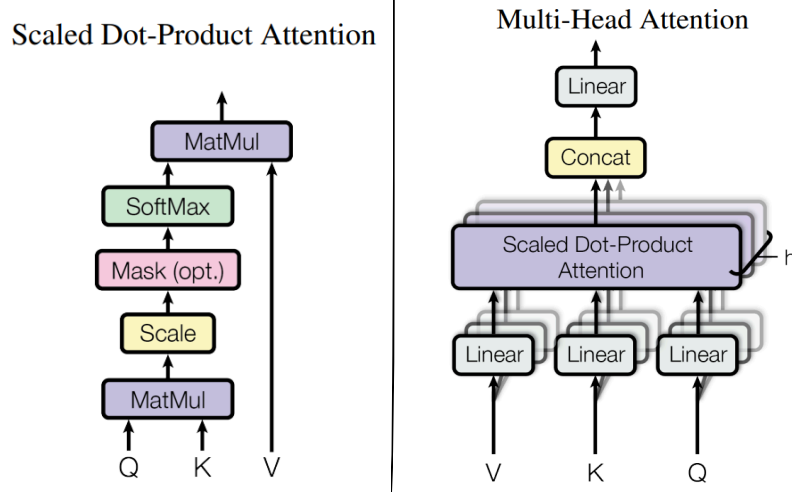 Scaled Dot-Product Attention
MatMul
SoftMax
Mask (opt.)
Scale
MatMul
Q K V
Multi-Head Attention
Linear
Concat
Scaled Dot-Product
Attention
h
Linear Linear Linear
V K Q